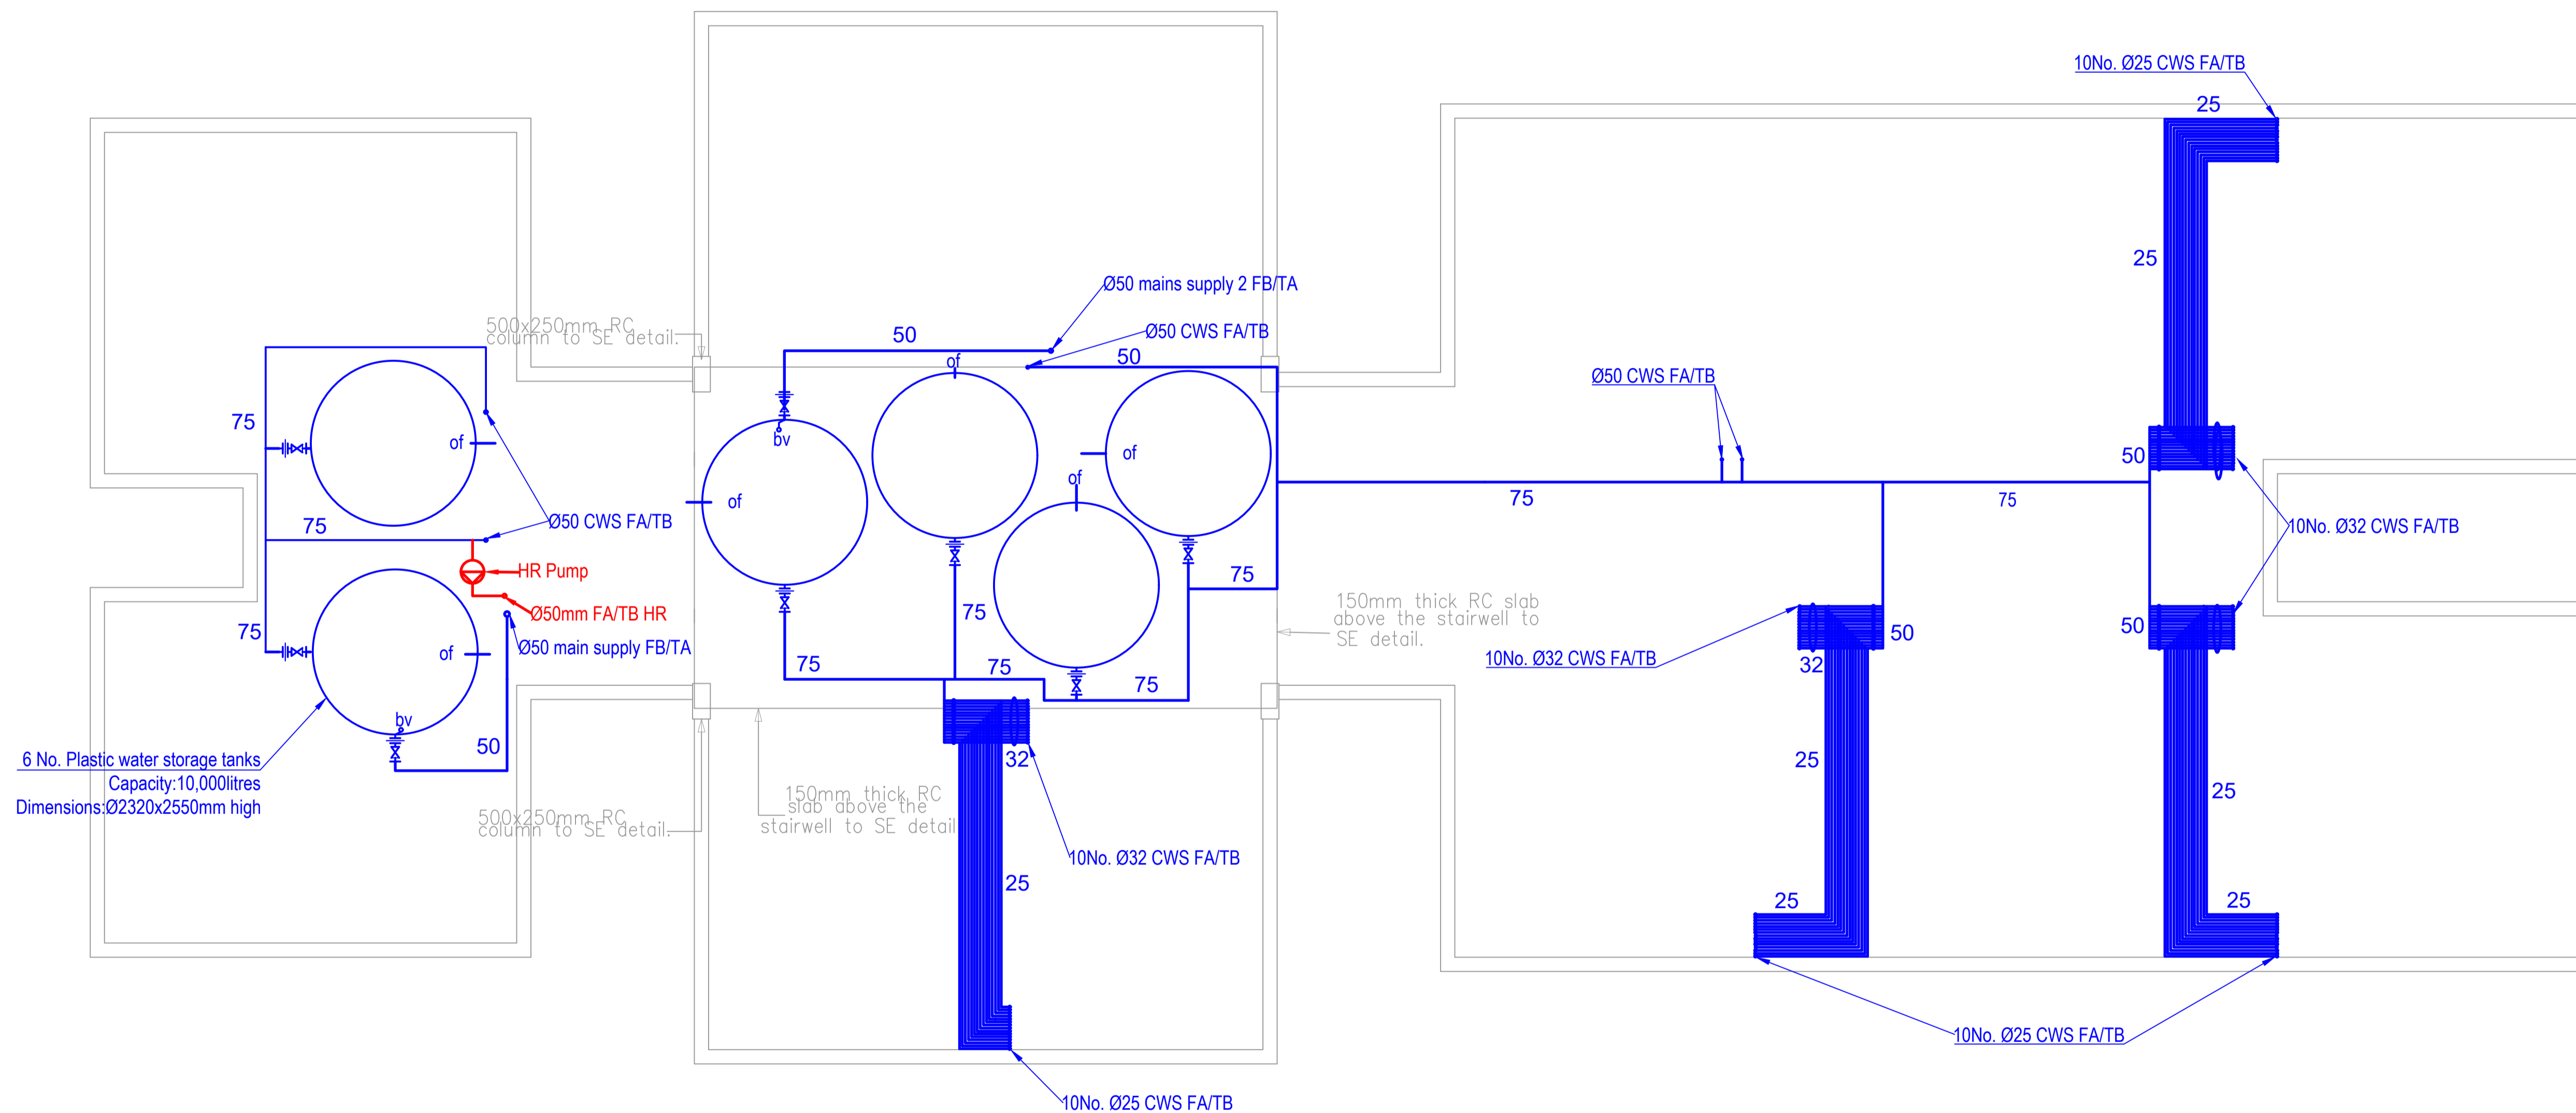 10No. Ø25 CWS FA/TB
25
25
Ø50 mains supply 2 FB/TA
500x250mm RC
column to SE detail.
50
Ø50 CWS FA/TB
of
50
Ø50 CWS FA/TB
75
of
bv
of
of
50
of
of
75
75
10No. Ø32 CWS FA/TB
75
Ø50 CWS FA/TB
HR Pump
75
150mm thick RC slab
above the stairwell to
SE detail.
Ø50mm FA/TB HR
75
50
50
75
of
Ø50 main supply FB/TA
75
75
75
10No. Ø32 CWS FA/TB
32
bv
50
6 No. Plastic water storage tanks
Capacity:10,000litres
Dimensions:Ø2320x2550mm high
32
25
25
150mm thick RC
slab above the
stairwell to SE detail
500x250mm RC
column to SE detail.
10No. Ø32 CWS FA/TB
25
25
25
10No. Ø25 CWS FA/TB
10No. Ø25 CWS FA/TB